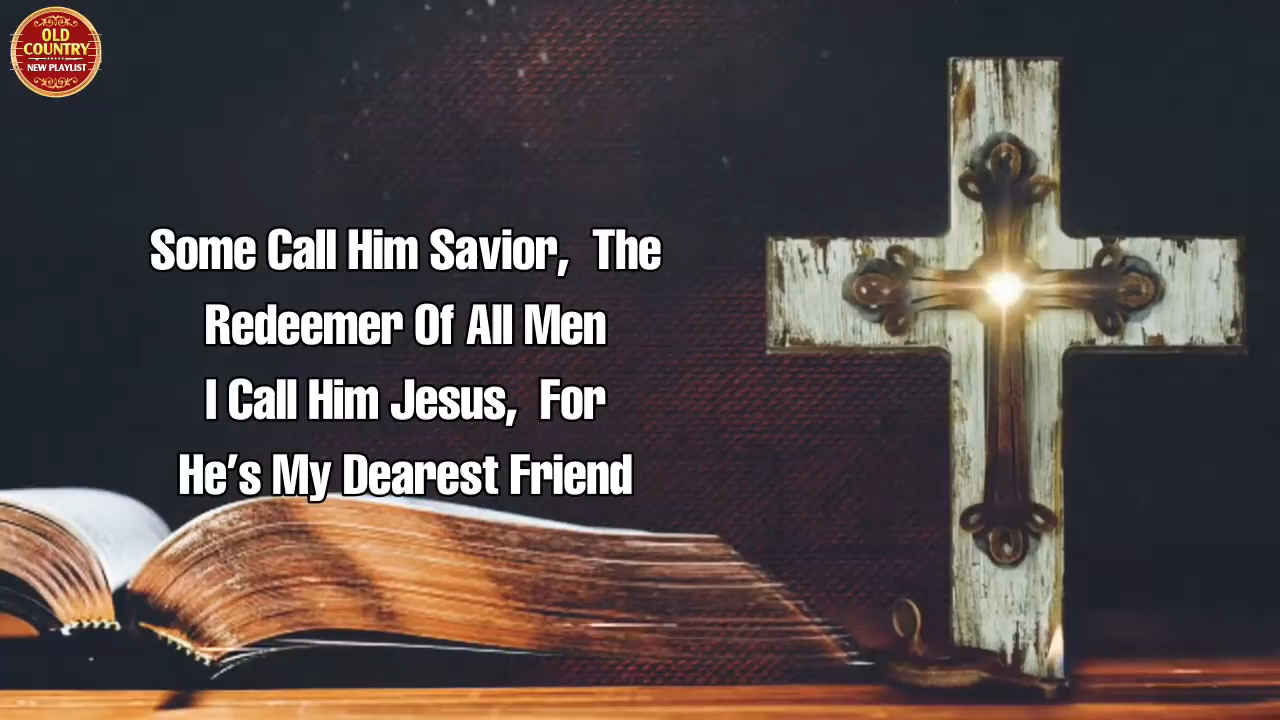 OLD
COUNTRY
NEW PLAYLIST
Some Call Him Savior, The
Redeemer Of All Men
I Call Him Jesus, For
He's My Dearest Friend